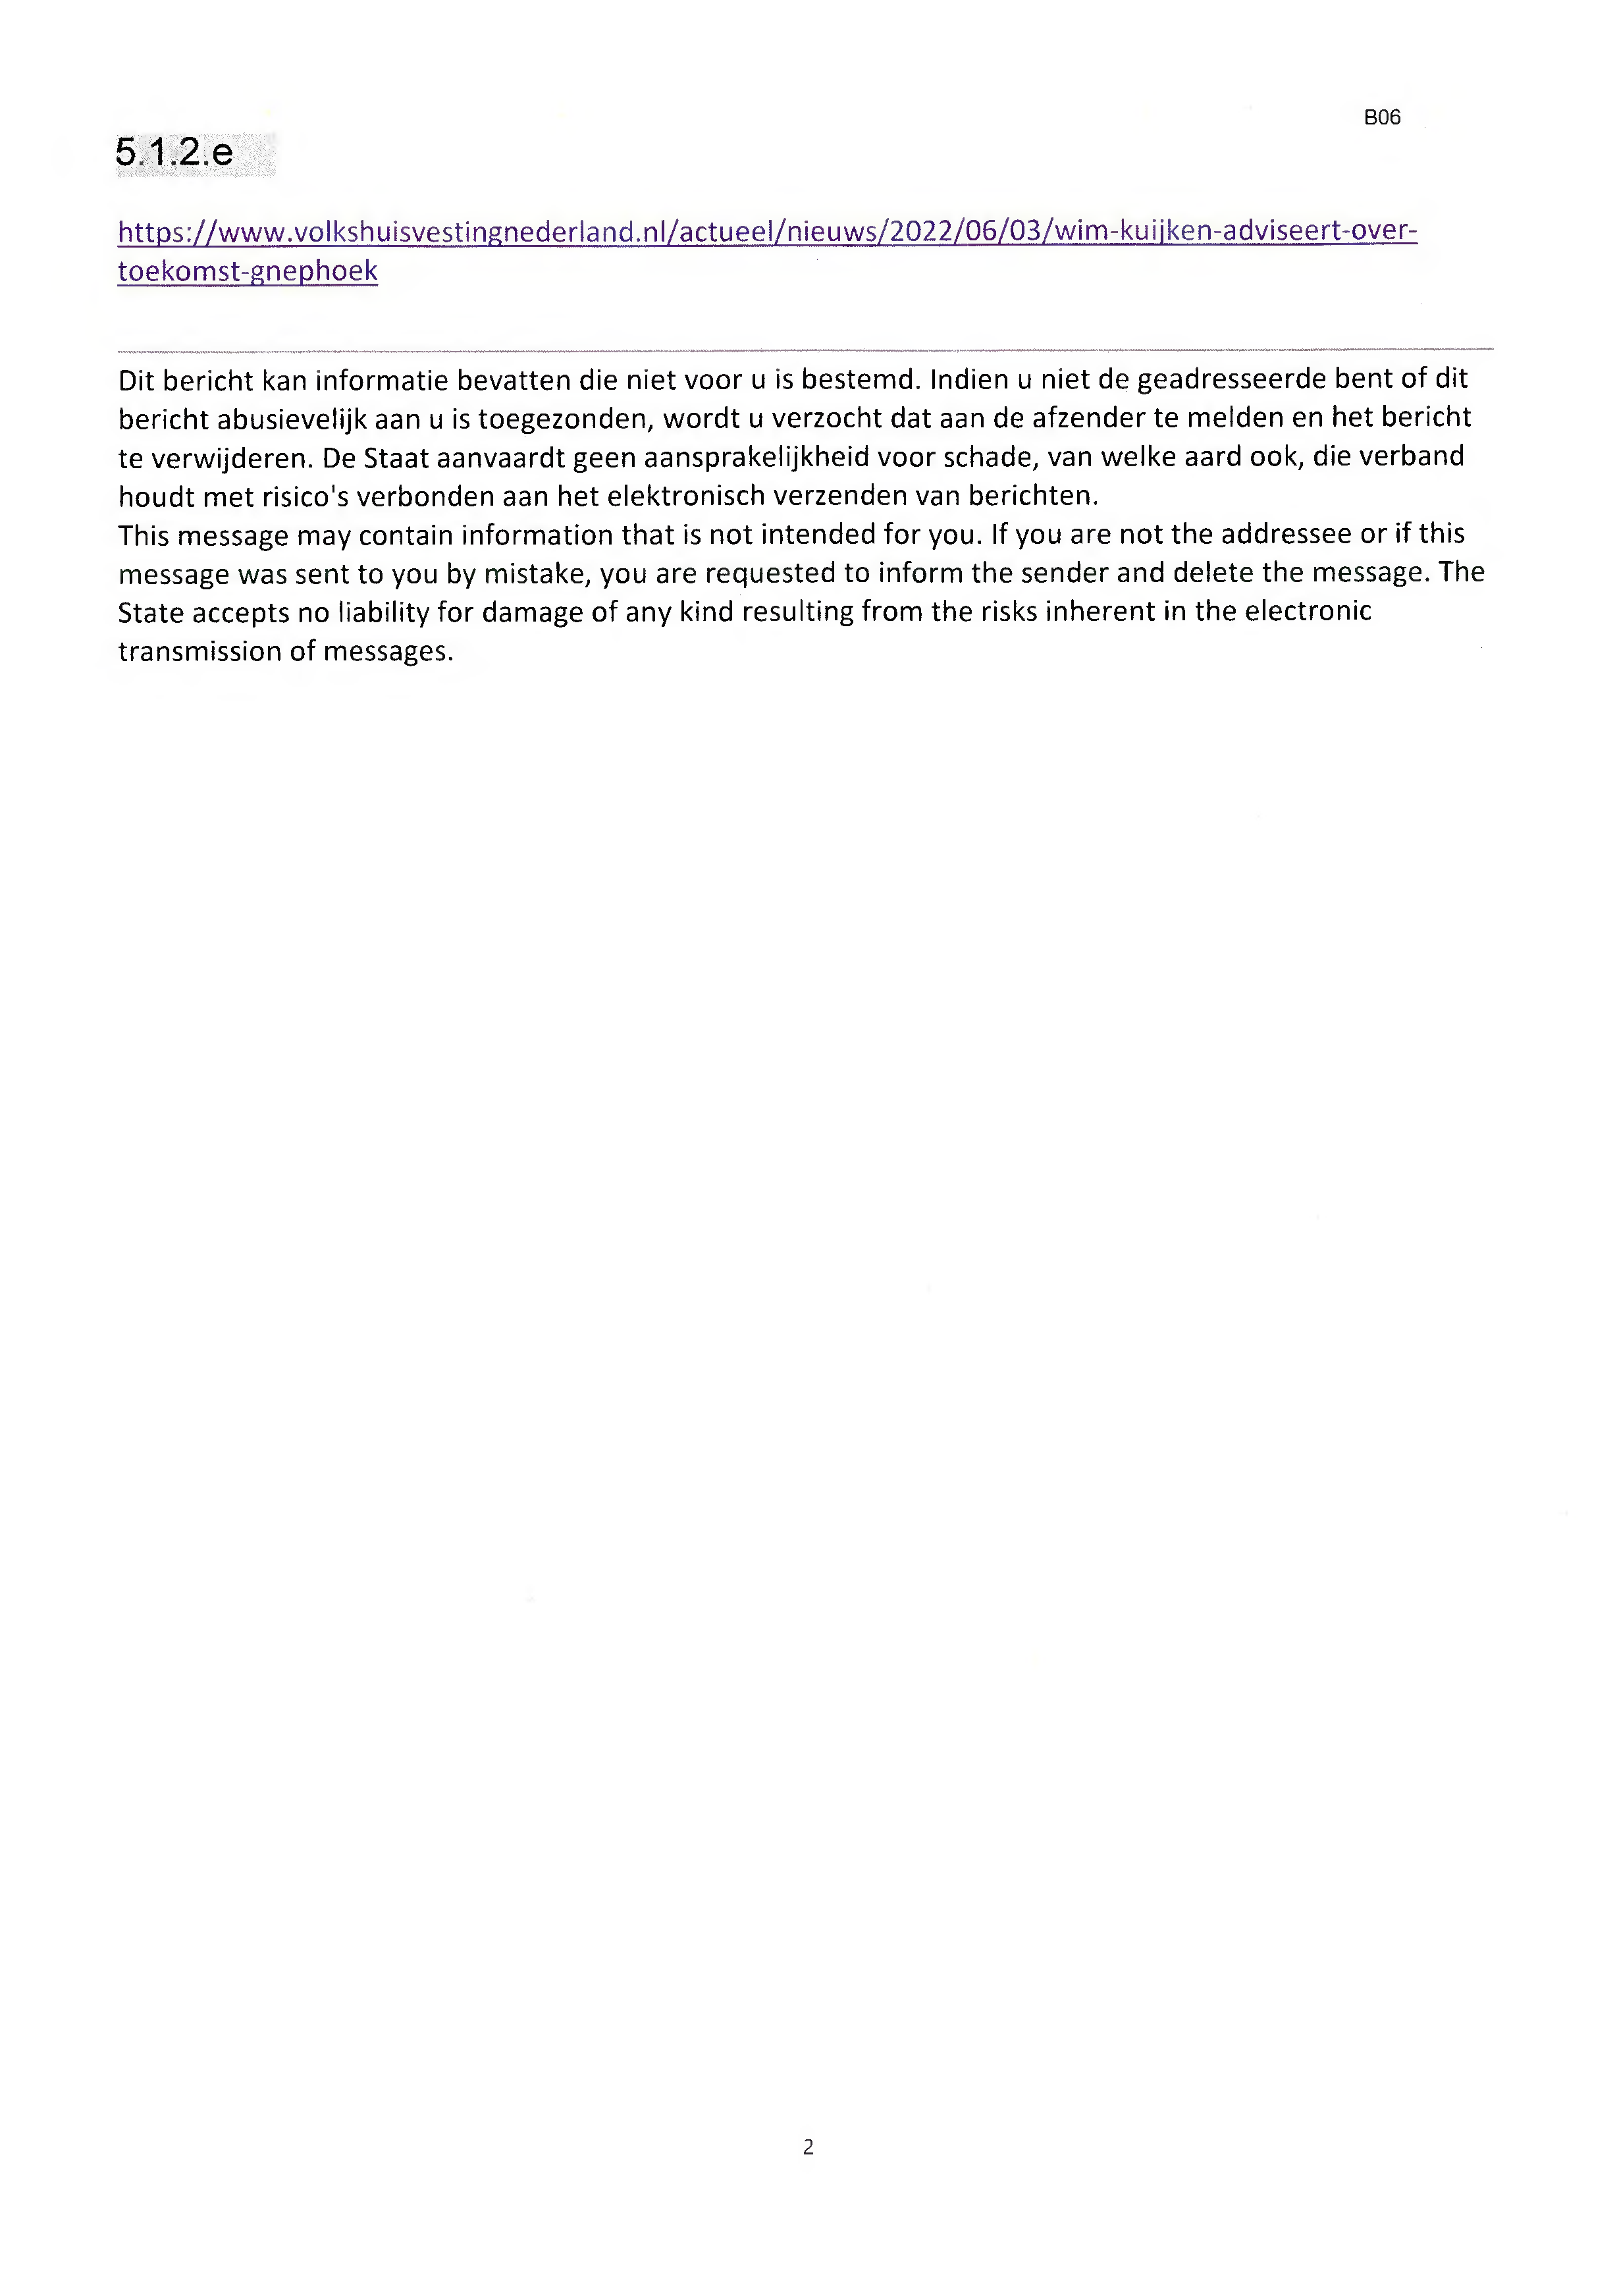 B06
5.1.2.e
https://www.volkshuisvestingnederland.nl/actueel/nieuws/2022/06/03/wim-kuijken-adviseert-over-
toekomst-gnephoek
Dit bericht kan informatie bevatten die niet voor u is bestemd. Indien u niet de geadresseerde bent of dit
bericht abusievelijk aan u is toegezonden, wordt u verzocht dat aan de afzender te melden en het bericht
te verwijderen. De Staat aanvaardt geen aansprakelijkheid voor schade, van welke aard ook, die verband
houdt met risico's verbonden aan het elektronisch verzenden van berichten.
This message may contain information that is not intended for you. If you are not the addressee or if this
message was sent to you by mistake, you are requested to inform the sender and delete the message. The
State accepts no liability for damage of any kind resulting from the risks inherent in the electronic
transmission of messages.
2